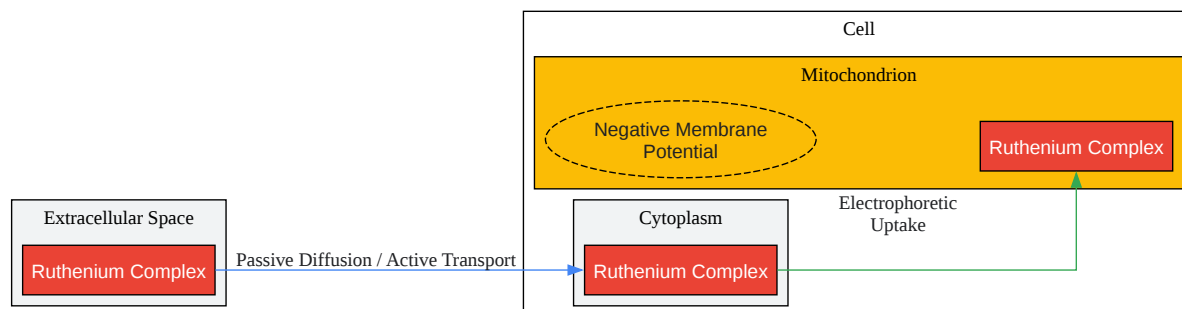 Cell
Mitochondrion
Negative Membrane
Potential
Ruthenium Complex
Electrophoretic
Uptake
Extracellular Space
Ruthenium Complex
Passive Diffusion / Active Transport
Cytoplasm
Ruthenium Complex